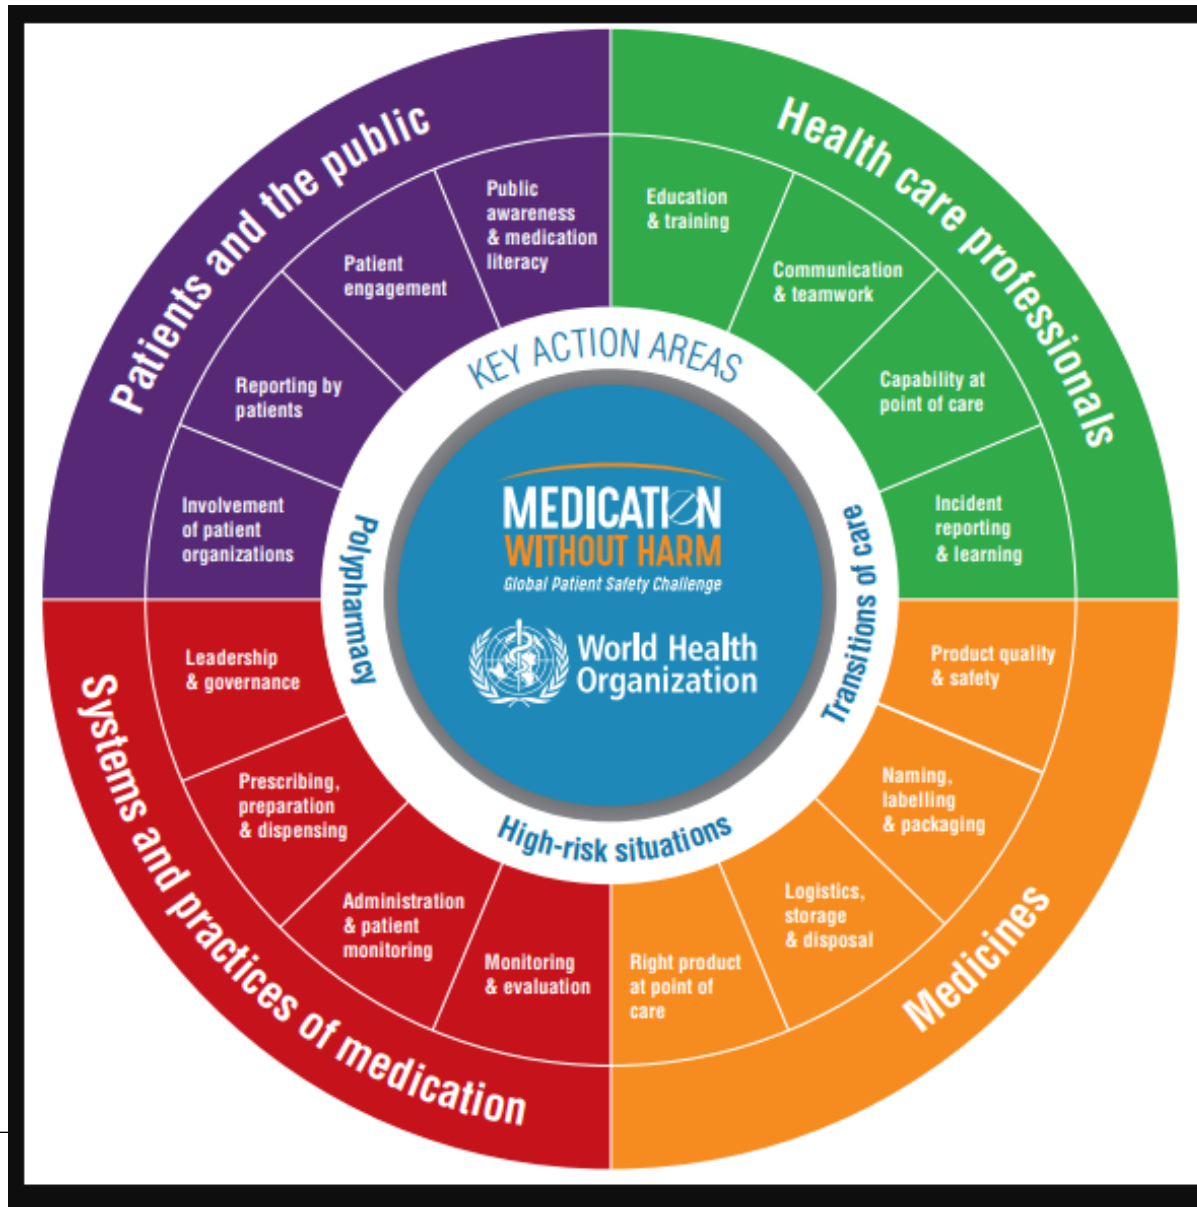 Patients and the public
Public
awareness
& medication
literacy
Patient
engagement
Reporting by
patients
Involvement
of patient
organizations
Health care professionals
Education
& training
Communication
& teamwork
Capability at
point of care
Incident
reporting
& learning
KEY ACTION AREAS
Polypharmacy
Transitions of care
High-risk situations
MEDICATION
WITHOUT HARM
Global Patient Safety Challenge
World Health
Organization
Systems and practices of medication
Leadership
& governance
Prescribing,
preparation
& dispensing
Administration
& patient
monitoring
Monitoring
& evaluation
Medicines
Product quality
& safety
Naming,
labelling
& packaging
Logistics,
storage
& disposal
Right product
at point of
care